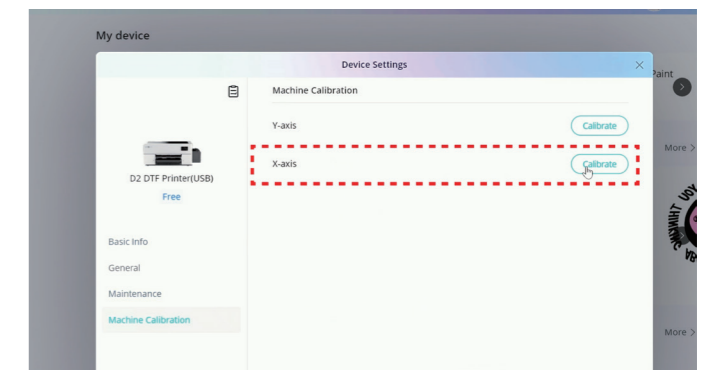 My device
Device Settings
Paint
Machine Calibration
Y-axis
Calibrate
X-axis
Calibrate
More >
D2 DTF Printer(USB)
Free
Basic Info
General
Maintenance
Machine Calibration
More >